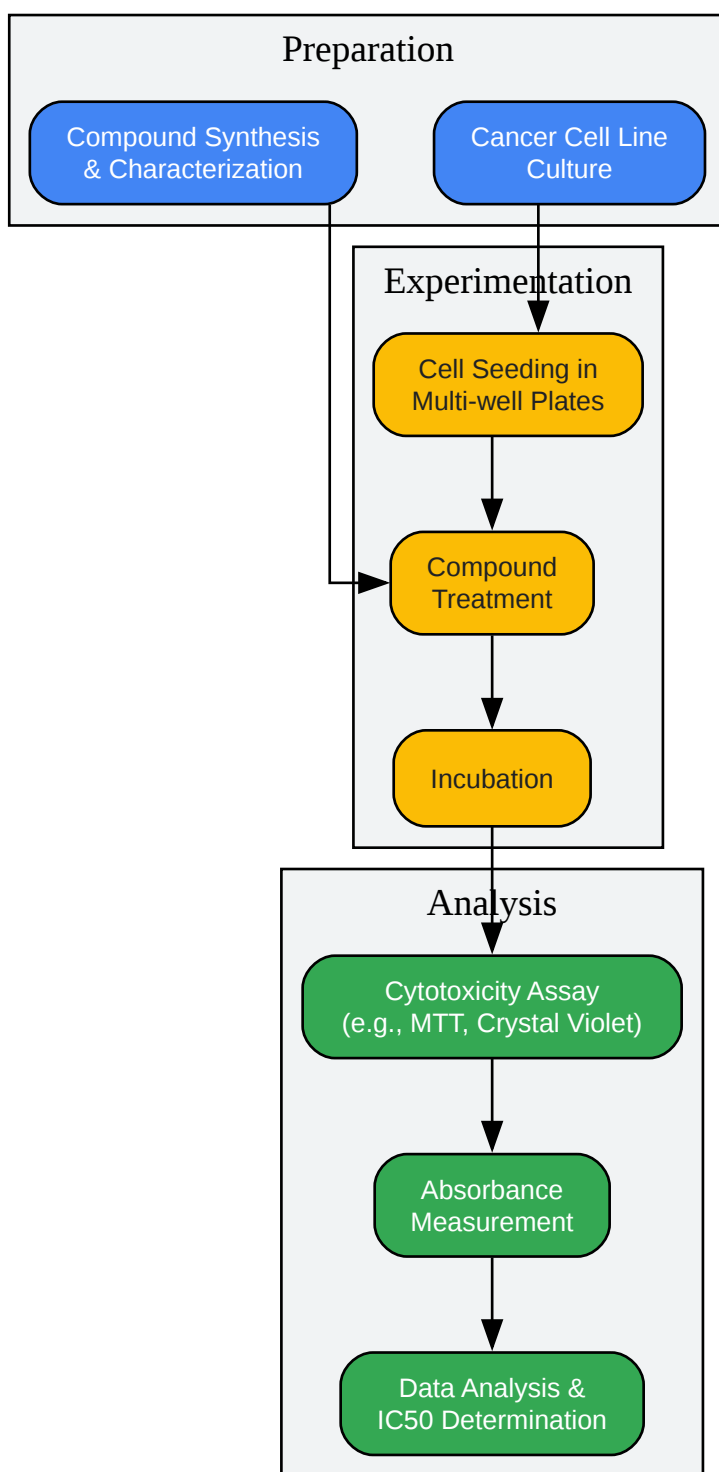 Preparation
Compound Synthesis
& Characterization
Cancer Cell Line
Culture
Experimentation
Cell Seeding in
Multi-well Plates
Compound
Treatment
Incubation
Analysis
Cytotoxicity Assay
(e.g., MTT, Crystal Violet)
Absorbance
Measurement
Data Analysis &
IC50 Determination